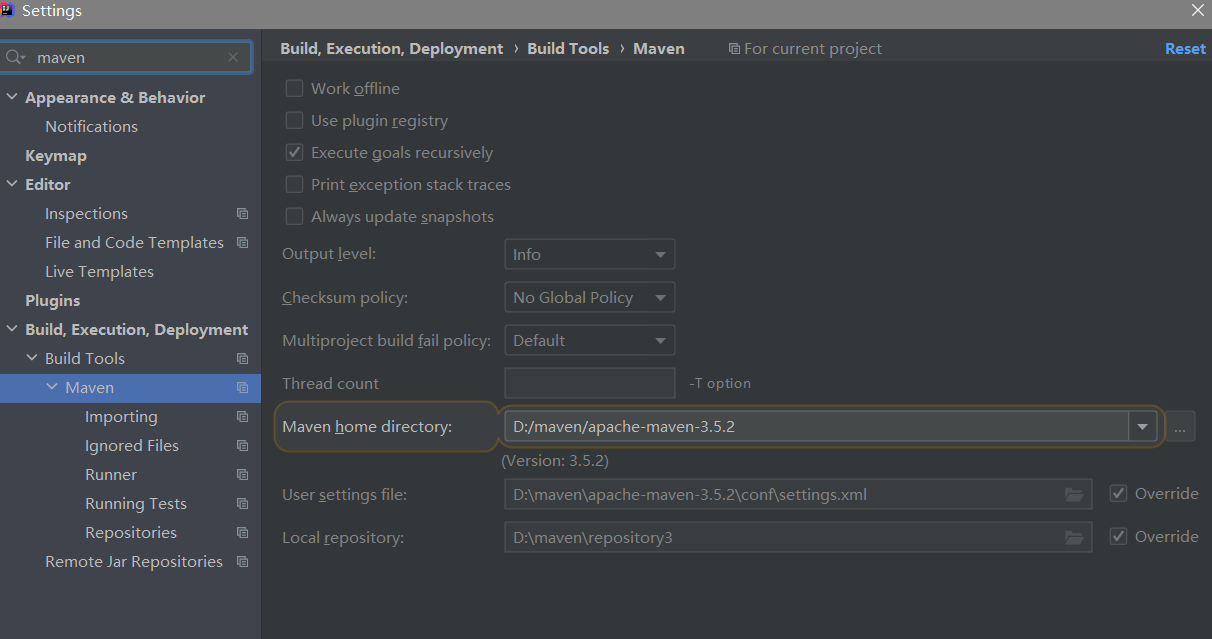 Settings
maven
Appearance & Behavior
Notifications
Keymap
Editor
Inspections
File and Code Templates
Live Templates
Plugins
Build, Execution, Deployment
Build Tools
Maven
Importing
Ignored Files
Runner
Running Tests
Repositories
Remote Jar Repositories
Build, Execution, Deployment › Build Tools › Maven For current project Reset
Work offline
Use plugin registry
Execute goals recursively
Print exception stack traces
Always update snapshots
Output level: Info
Checksum policy: No Global Policy
Multiproject build fail policy: Default
Thread count -T option
Maven home directory: D:/maven/apache-maven-3.5.2 ...
(Version: 3.5.2)
User settings file: D:\maven\apache-maven-3.5.2\conf\settings.xml Override
Local repository: D:\maven\repository3 Override